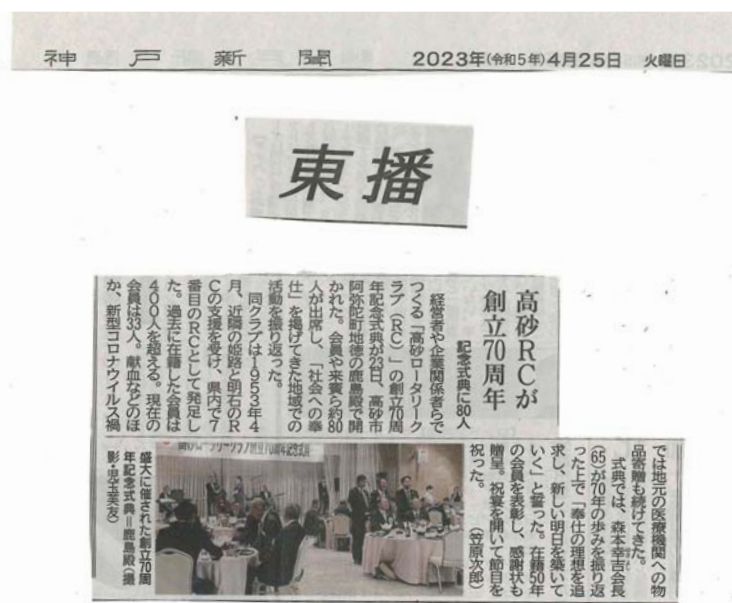 神戸新聞
2023年(令和5年)4月25日 火曜日
東播
高砂RCが
創立70周年
記念式典に80人
経営者や企業関係者らで
つくる「高砂ロータリーク
ラブ(RC)」の創立70周
年記念式典が23日、高砂市
阿弥陀町地徳の鹿島殿で開
かれた。会員や来賓ら約80
人が出席し、「社会への奉
仕」を掲げてきた地域での
活動を振り返った。
同クラブは1953年4
月、近隣の姫路と明石のR
Cの支援を受け、県内で7
番目のRCとして発足し
た。過去に在籍した会員は
400人を超える。現在の
会員は33人。献血などのほ
か、新型コロナウイルス禍
では地元の医療機関への物
品寄贈も続けてきた。
式典では、森本幸吉会長
(65)が70年の歩みを振り返
った上で「奉仕の理想を追
求し、新しい明日を築いて
いく」と誓った。在籍50年
の会員を表彰し、感謝状も
贈呈。祝宴を開いて節目を
祝った。 (笠原次郎)
盛大に催された創立70周
年記念式典=鹿島殿(撮
影・児玉芙友)